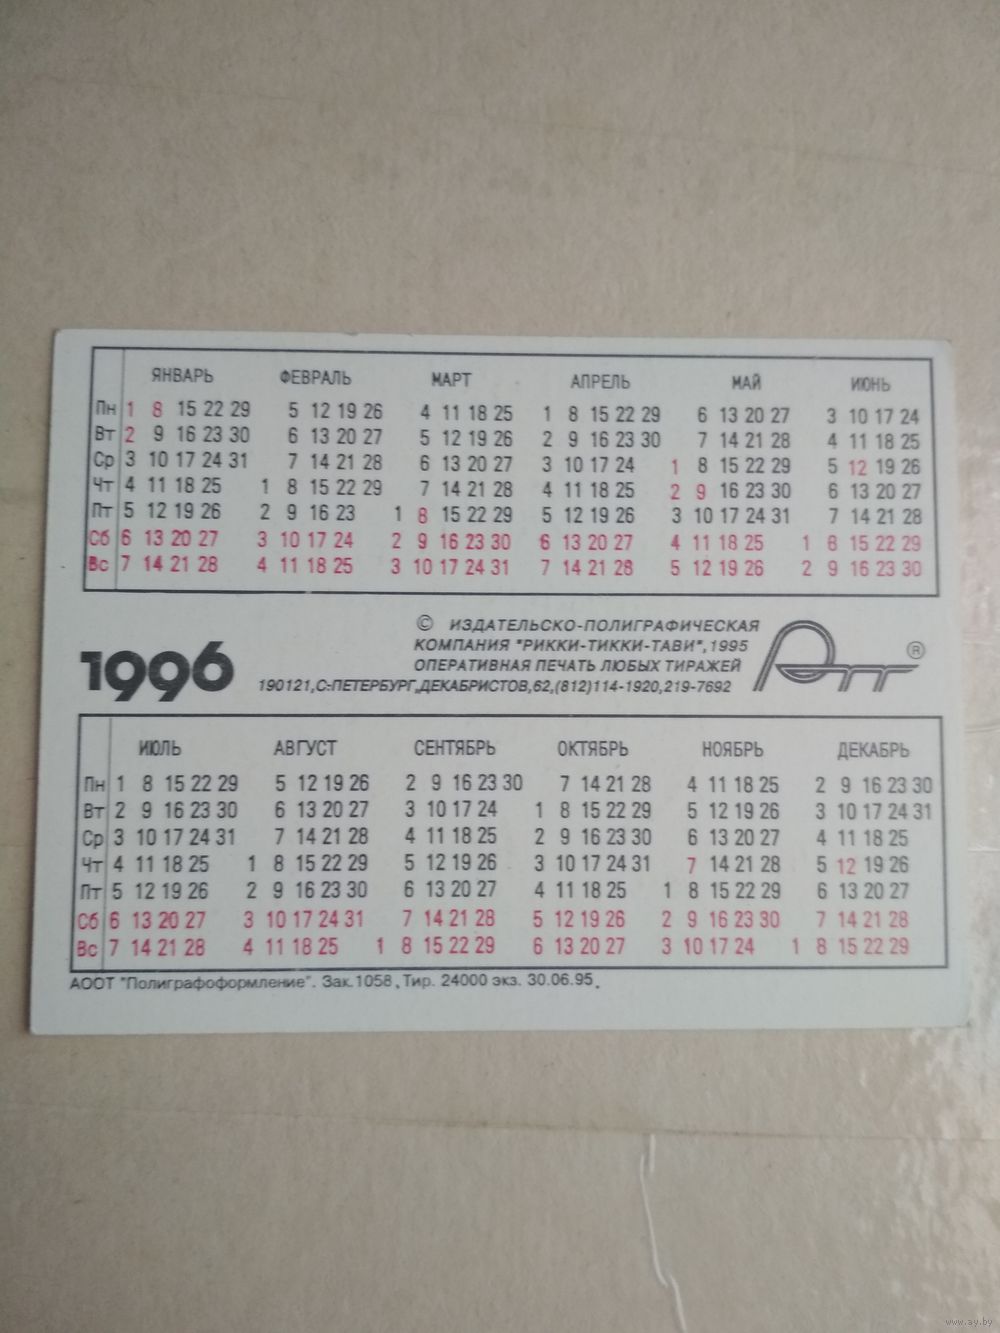 ЯНВАРЬ ФЕВРАЛЬ МАРТ АПРЕЛЬ МАЙ ИЮНЬ
Пн 1 8 15 22 29 5 12 19 26 4 11 18 25 1 8 15 22 29 6 13 20 27 3 10 17 24
Вт 2 9 16 23 30 6 13 20 27 5 12 19 26 2 9 16 23 30 7 14 21 28 4 11 18 25
Ср 3 10 17 24 31 7 14 21 28 6 13 20 27 3 10 17 24 1 8 15 22 29 5 12 19 26
Чт 4 11 18 25 1 8 15 22 29 7 14 21 28 4 11 18 25 2 9 16 23 30 6 13 20 27
Пт 5 12 19 26 2 9 16 23 1 8 15 22 29 5 12 19 26 3 10 17 24 31 7 14 21 28
Сб 6 13 20 27 3 10 17 24 2 9 16 23 30 6 13 20 27 4 11 18 25 1 8 15 22 29
Вс 7 14 21 28 4 11 18 25 3 10 17 24 31 7 14 21 28 5 12 19 26 2 9 16 23 30
1996
© ИЗДАТЕЛЬСКО-ПОЛИГРАФИЧЕСКАЯ
КОМПАНИЯ "РИККИ-ТИККИ-ТАВИ",1995
ОПЕРАТИВНАЯ ПЕЧАТЬ ЛЮБЫХ ТИРАЖЕЙ
190121,С-ПЕТЕРБУРГ,ДЕКАБРИСТОВ,62,(812)114-1920,219-7692
РТТ ®
ИЮЛЬ АВГУСТ СЕНТЯБРЬ ОКТЯБРЬ НОЯБРЬ ДЕКАБРЬ
Пн 1 8 15 22 29 5 12 19 26 2 9 16 23 30 7 14 21 28 4 11 18 25 2 9 16 23 30
Вт 2 9 16 23 30 6 13 20 27 3 10 17 24 1 8 15 22 29 5 12 19 26 3 10 17 24 31
Ср 3 10 17 24 31 7 14 21 28 4 11 18 25 2 9 16 23 30 6 13 20 27 4 11 18 25
Чт 4 11 18 25 1 8 15 22 29 5 12 19 26 3 10 17 24 31 7 14 21 28 5 12 19 26
Пт 5 12 19 26 2 9 16 23 30 6 13 20 27 4 11 18 25 1 8 15 22 29 6 13 20 27
Сб 6 13 20 27 3 10 17 24 31 7 14 21 28 5 12 19 26 2 9 16 23 30 7 14 21 28
Вс 7 14 21 28 4 11 18 25 1 8 15 22 29 6 13 20 27 3 10 17 24 1 8 15 22 29
АООТ "Полиграфоформление". Зак.1058, Тир. 24000 экз. 30.06.95.
www.ay.by